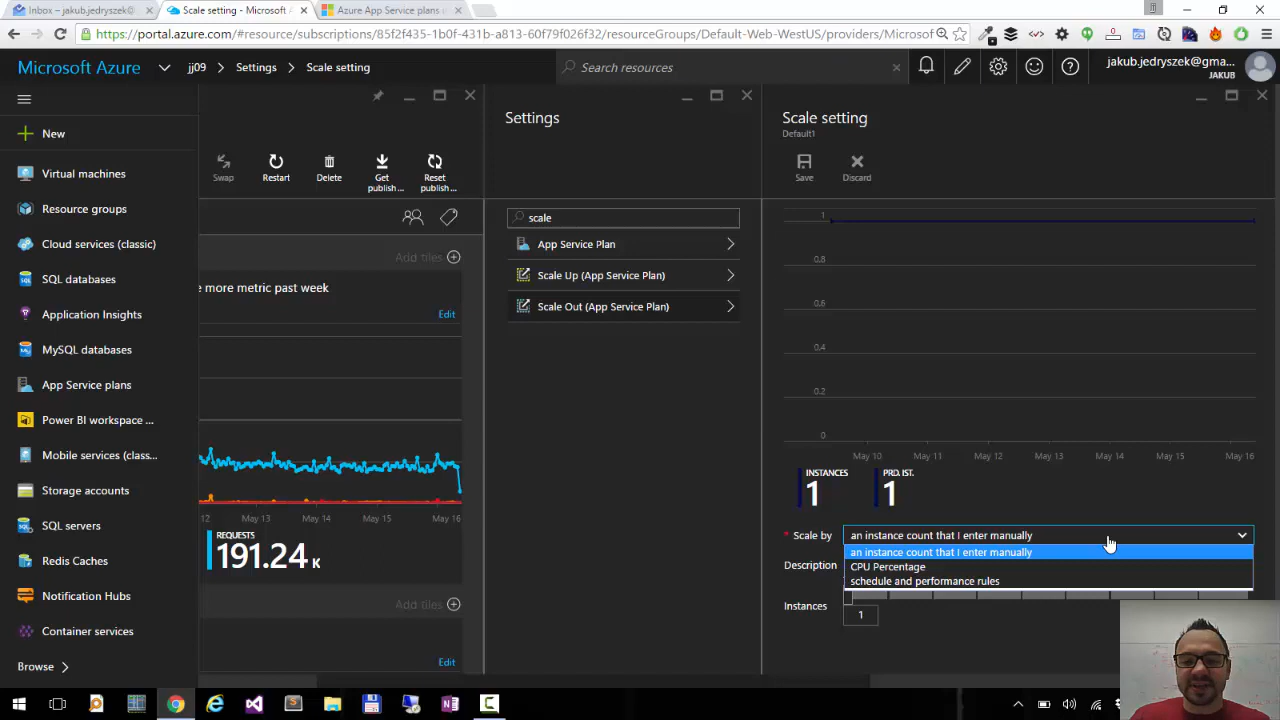 Inbox – jakub.jedryszek@
Scale setting - Microsoft A
Azure App Service plans i
https://portal.azure.com/#resource/subscriptions/85f2f435-1b0f-431b-a813-60f79f026f32/resourceGroups/Default-Web-WestUS/providers/Microsof
Microsoft Azure
jj09
Settings
Scale setting
Search resources
jakub.jedryszek@gma...
JAKUB
New
Virtual machines
Resource groups
Cloud services (classic)
SQL databases
Application Insights
MySQL databases
App Service plans
Power BI workspace ...
Mobile services (class...
Storage accounts
SQL servers
Redis Caches
Notification Hubs
Container services
Browse
Swap
Restart
Delete
Get
publish...
Reset
publish...
Add tiles
e more metric past week
Edit
12 May 13 May 14 May 15 May 16
REQUESTS
191.24 K
Add tiles
Edit
Settings
scale
App Service Plan
Scale Up (App Service Plan)
Scale Out (App Service Plan)
Scale setting
Default1
Save
Discard
1
0.8
0.6
0.4
0.2
0
May 10 May 11 May 12 May 13 May 14 May 15 May 16
INSTANCES
1
PRD. IST.
1
* Scale by
an instance count that I enter manually
an instance count that I enter manually
CPU Percentage
schedule and performance rules
Description
Instances
1